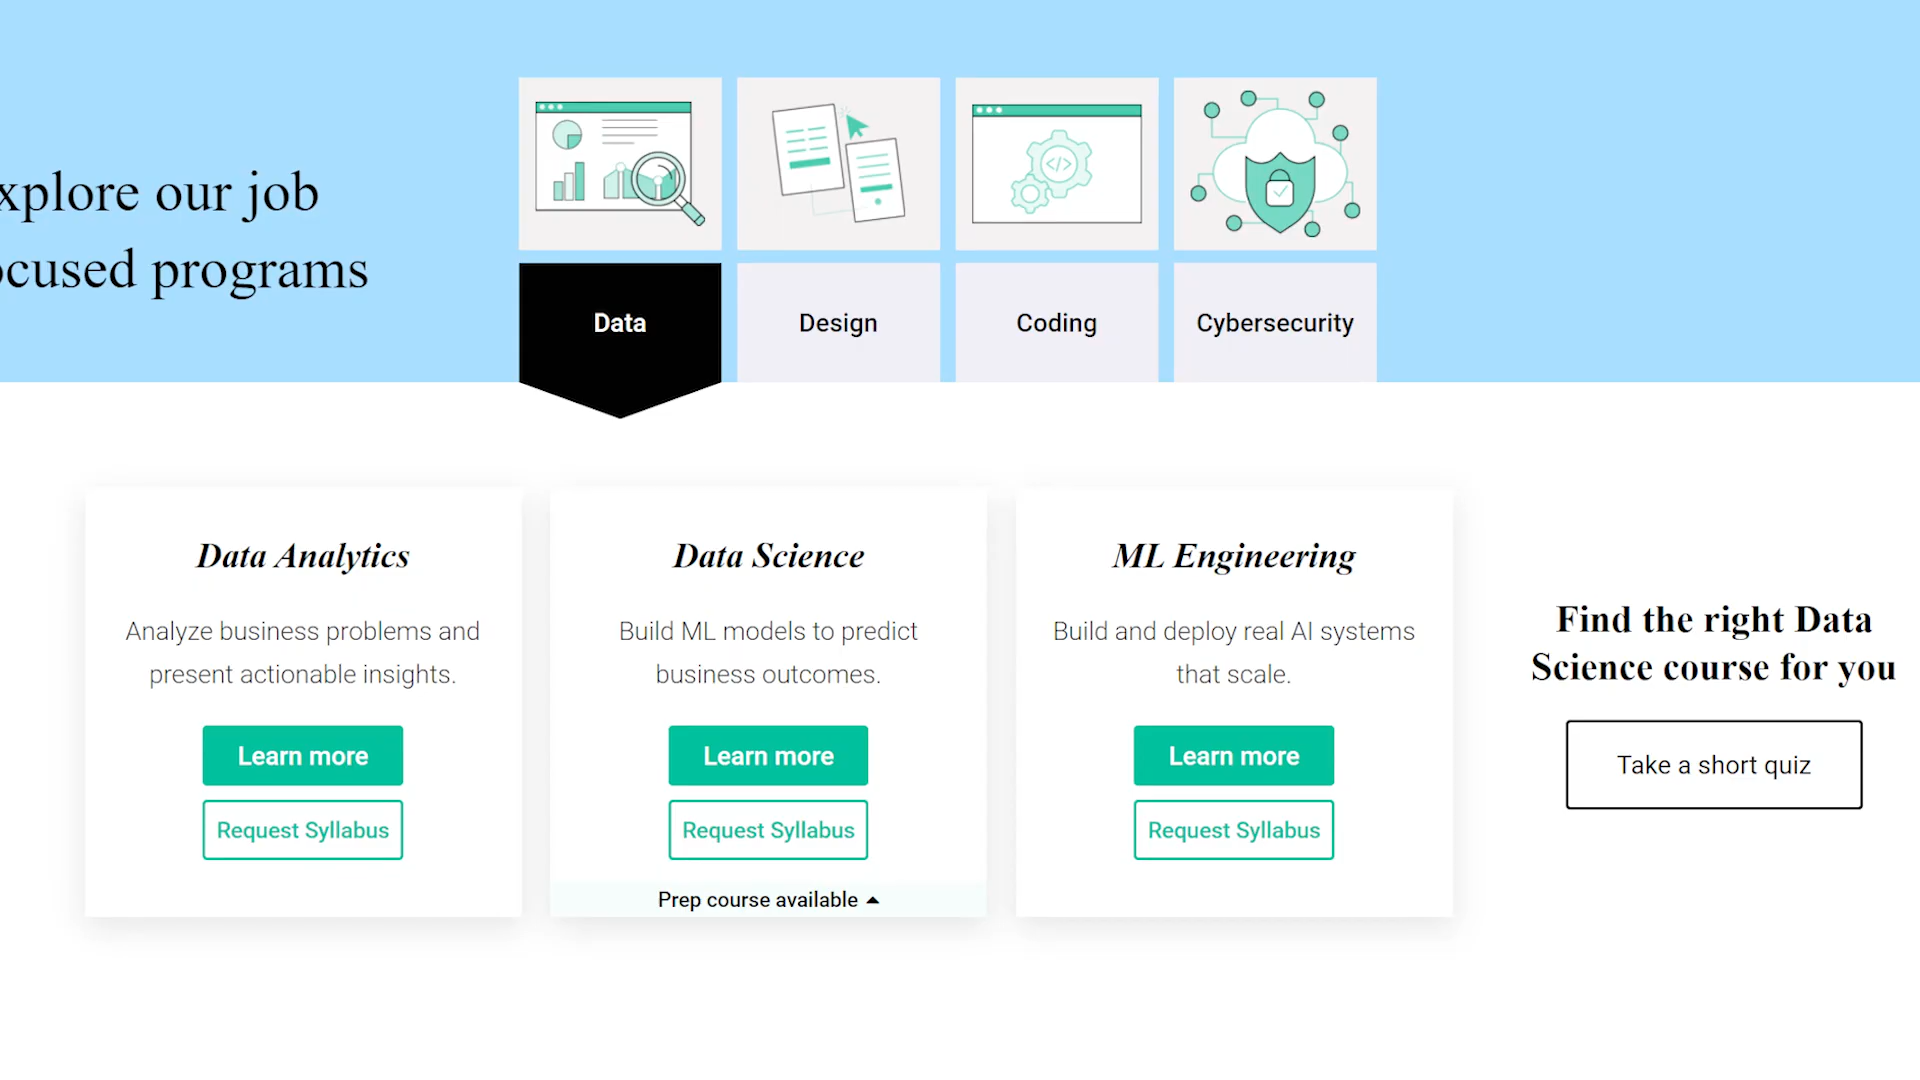 xplore our job
ocused programs
Data
Design
Coding
Cybersecurity
Data Analytics
Analyze business problems and
present actionable insights.
Learn more
Request Syllabus
Data Science
Build ML models to predict
business outcomes.
Learn more
Request Syllabus
Prep course available
ML Engineering
Build and deploy real AI systems
that scale.
Learn more
Request Syllabus
Find the right Data
Science course for you
Take a short quiz